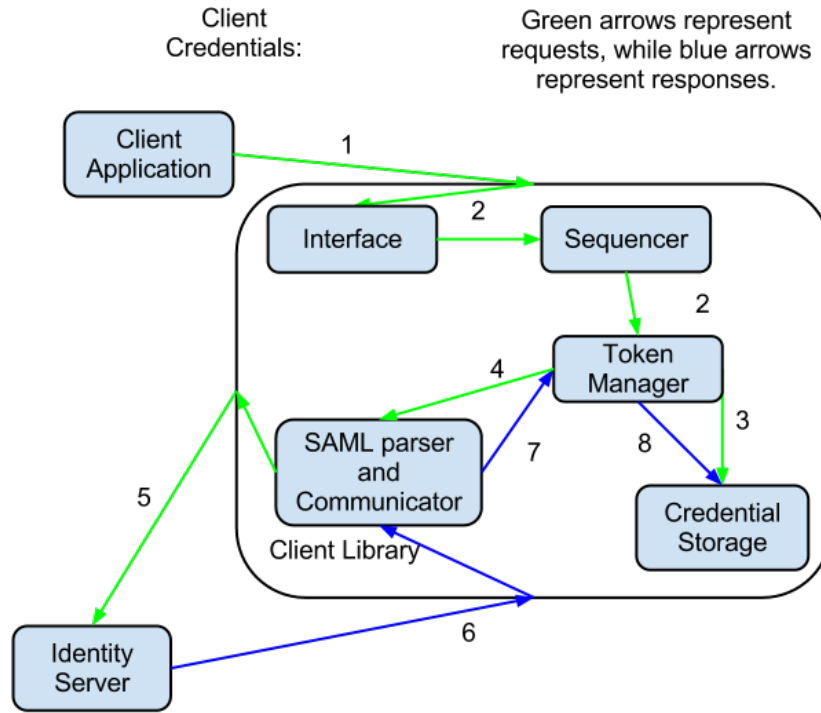 Client
Credentials:
Green arrows represent
requests, while blue arrows
represent responses.
Client
Application
1
Interface
2
Sequencer
2
Token
Manager
4
3
SAML parser
and
Communicator
7
8
5
Credential
Storage
Client Library
6
Identity
Server